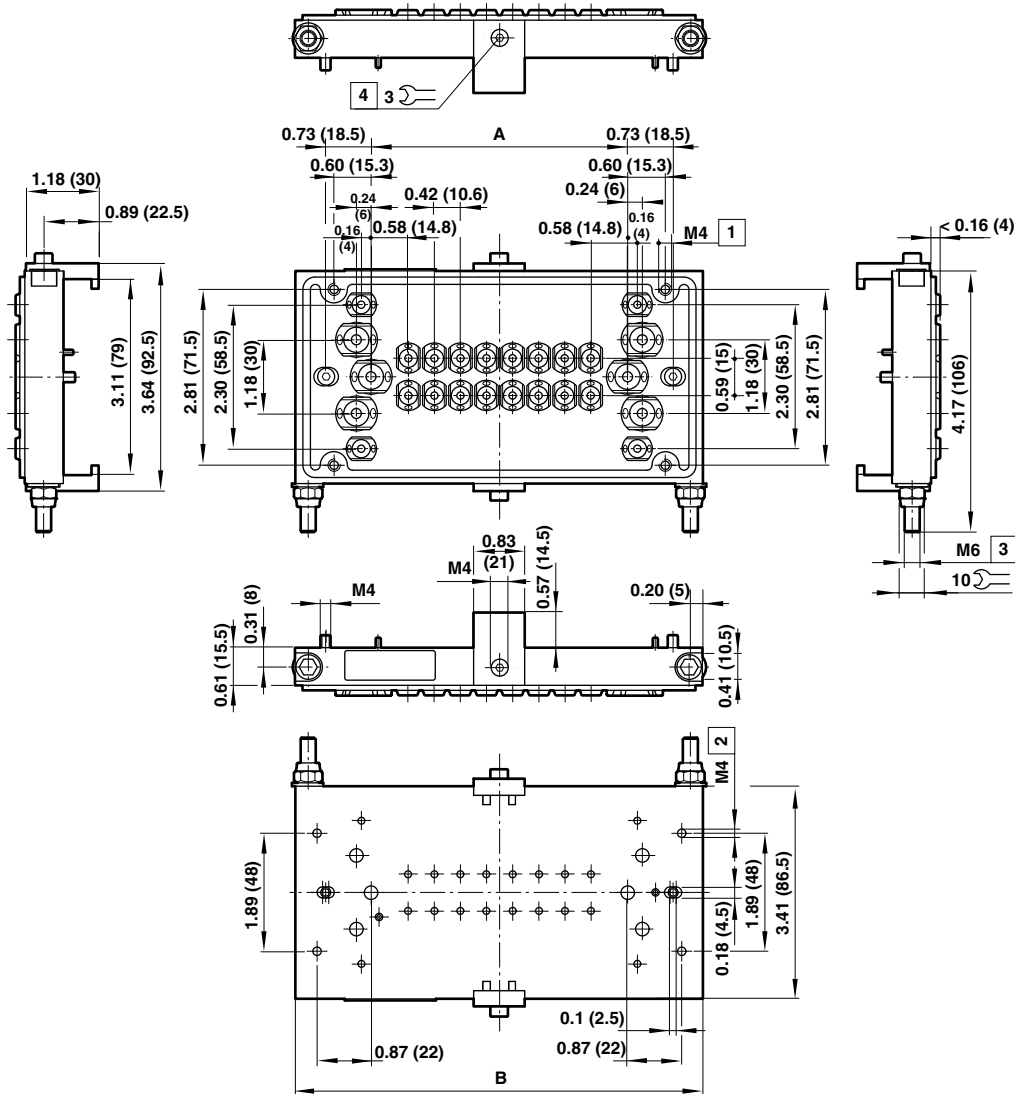 4 3
0.73 (18.5) A 0.73 (18.5)
0.60 (15.3) 0.60 (15.3)
1.18 (30)
0.24 (6) 0.42 (10.6) 0.24 (6)
0.89 (22.5)
0.16 (4) 0.58 (14.8) 0.58 (14.8) 0.16 (4) M4 1
< 0.16 (4)
3.11 (79)
3.64 (92.5)
2.81 (71.5)
2.30 (58.5)
1.18 (30)
0.59 (15)
1.18 (30)
2.30 (58.5)
2.81 (71.5)
4.17 (106)
M6 3
10
0.83 (21)
M4
0.57 (14.5)
M4
0.31 (8)
0.61 (15.5)
0.20 (5)
0.41 (10.5)
2
M4
1.89 (48)
0.18 (4.5)
1.89 (48)
3.41 (86.5)
0.1 (2.5)
0.87 (22) 0.87 (22)
B